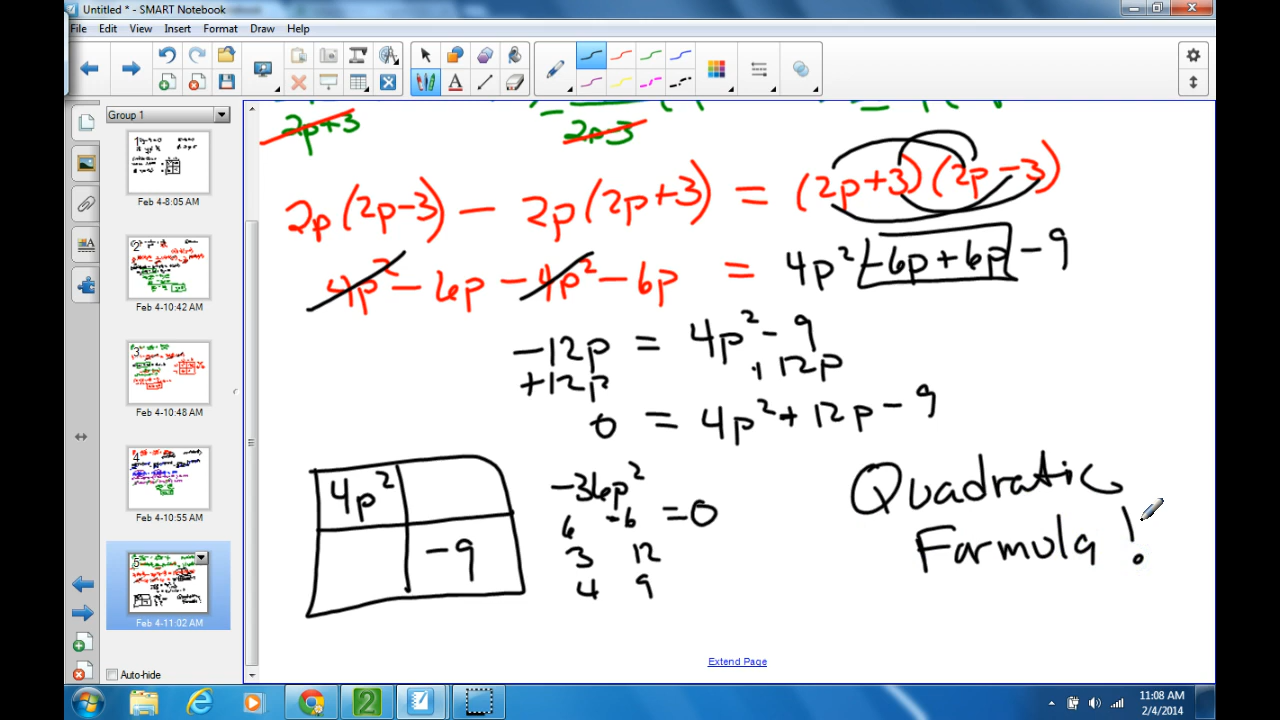 Untitled * - SMART Notebook
File Edit View Insert Format Draw Help
Group 1
Feb 4-8:05 AM
2
Feb 4-10:42 AM
3
Feb 4-10:48 AM
4
Feb 4-10:55 AM
5
Feb 4-11:02 AM
Auto-hide
2p+3
2p-3
2p(2p-3) - 2p(2p+3) = (2p+3)(2p-3)
4p² - 6p - 4p² - 6p = 4p² -6p+6p - 9
-12p = 4p² - 9
+12p +12p
0 = 4p² + 12p - 9
4p²
-9
-36p²
6 -6 =0
3 12
4 9
Quadratic
Formula!
Extend Page
11:08 AM
2/4/2014